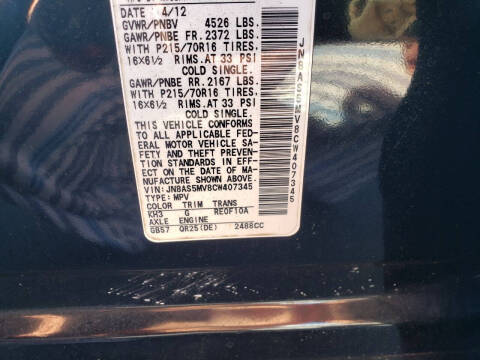 DATE 4/12
GVWR/PNBV 4526 LBS.
GAWR/PNBE FR. 2372 LBS.
WITH P215/70R16 TIRES.
16X6½ RIMS. AT 33 PSI
COLD SINGLE.
GAWR/PNBE RR. 2167 LBS.
WITH P215/70R16 TIRES.
16X6½ RIMS. AT 33 PSI
COLD SINGLE.
THIS VEHICLE CONFORMS
TO ALL APPLICABLE FED-
ERAL MOTOR VEHICLE SA-
FETY AND THEFT PREVEN-
TION STANDARDS IN EFF-
ECT ON THE DATE OF MA-
NUFACTURE SHOWN ABOVE.
VIN: JN8AS5MV8CW407345
TYPE: MPV
COLOR TRIM TRANS
KH3 G RE0F10A
AXLE ENGINE
GB57 QR25(DE) 2488CC
JN8AS5MV8CW407345